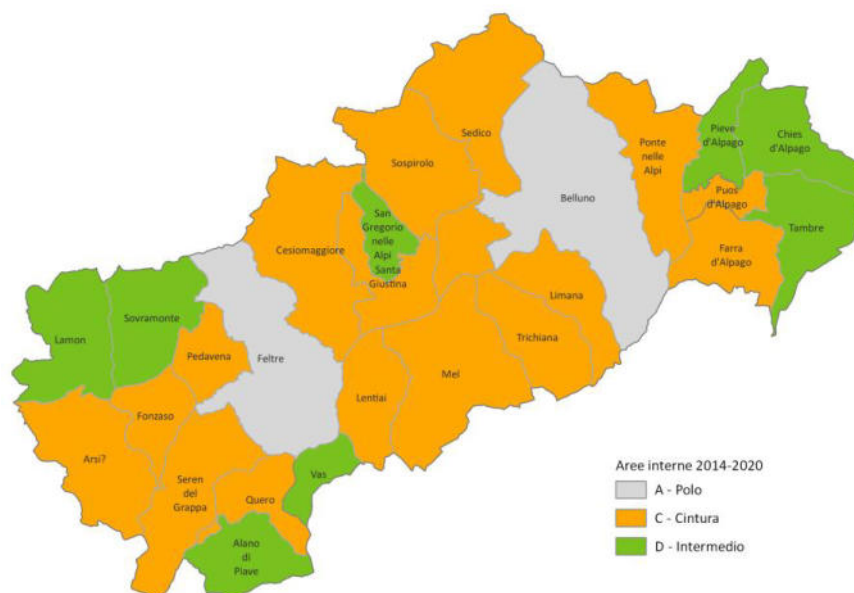 Sedico
Pieve
d'Alpago
Chies
d'Alpago
Ponte
nelle
Alpi
Sospirolo
Puos
d'Alpago
Belluno
San
Gregorio
nelle
Alpi
Tambre
Cesiomaggiore
Farra
d'Alpago
Santa
Giustina
Limana
Sovramonte
Lamon
Trichiana
Pedavena
Feltre
Mel
Lentiai
Fonzaso
Arsi?
Seren
del
Grappa
Vas
Quero
Alano
di
Piave
Aree interne 2014-2020
A - Polo
C - Cintura
D - Intermedio